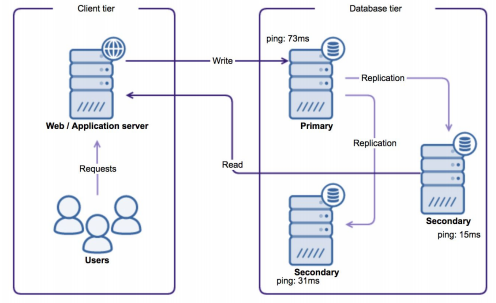 Client tier
Database tier
ping: 73ms
Write
Replication
Web / Application server
Primary
Replication
Requests
Read
Secondary
ping: 15ms
Users
Secondary
ping: 31ms